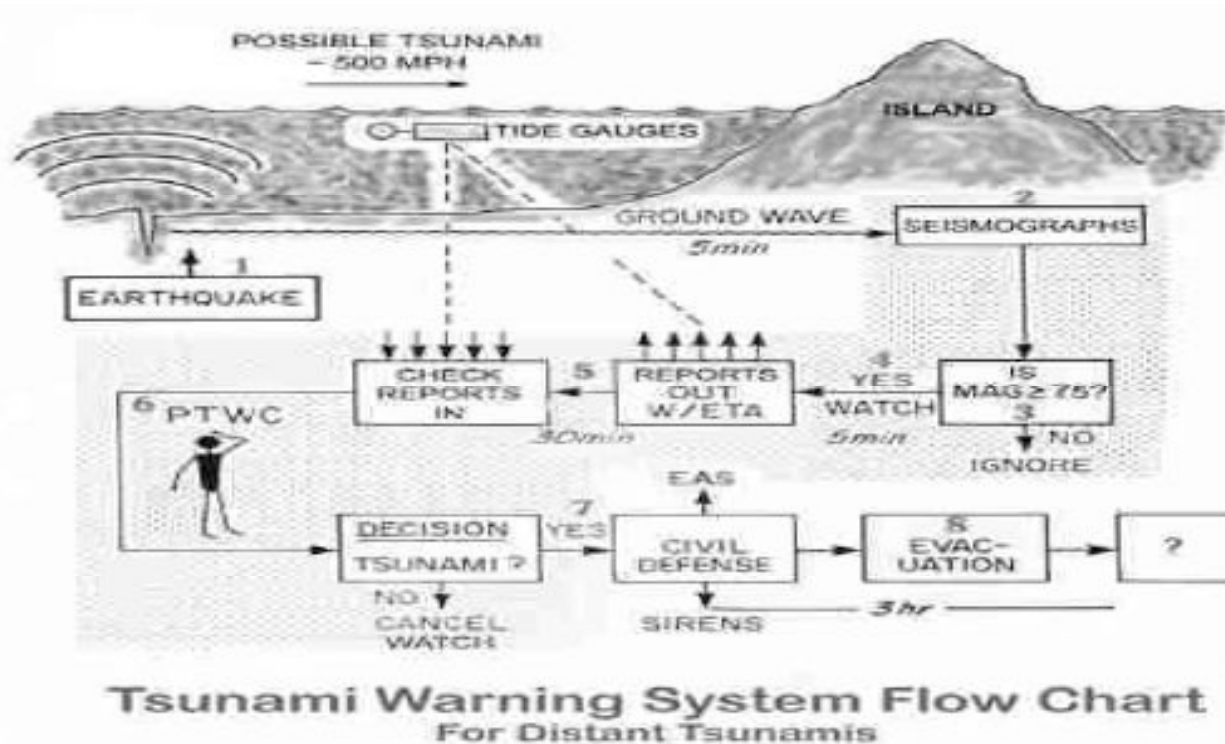 POSSIBLE TSUNAMI
~ 500 MPH
ISLAND
TIDE GAUGES
GROUND WAVE
5min
2
SEISMOGRAPHS
1
EARTHQUAKE
CHECK
REPORTS
IN
5
30min
REPORTS
OUT
W/ETA
4
YES
WATCH
5min
IS
MAG ≥ 7.5?
3
NO
IGNORE
6
PTWC
DECISION
TSUNAMI?
NO
CANCEL
WATCH
7
YES
EAS
CIVIL
DEFENSE
SIRENS
8
EVAC-
UATION
3hr
?
Tsunami Warning System Flow Chart
For Distant Tsunamis